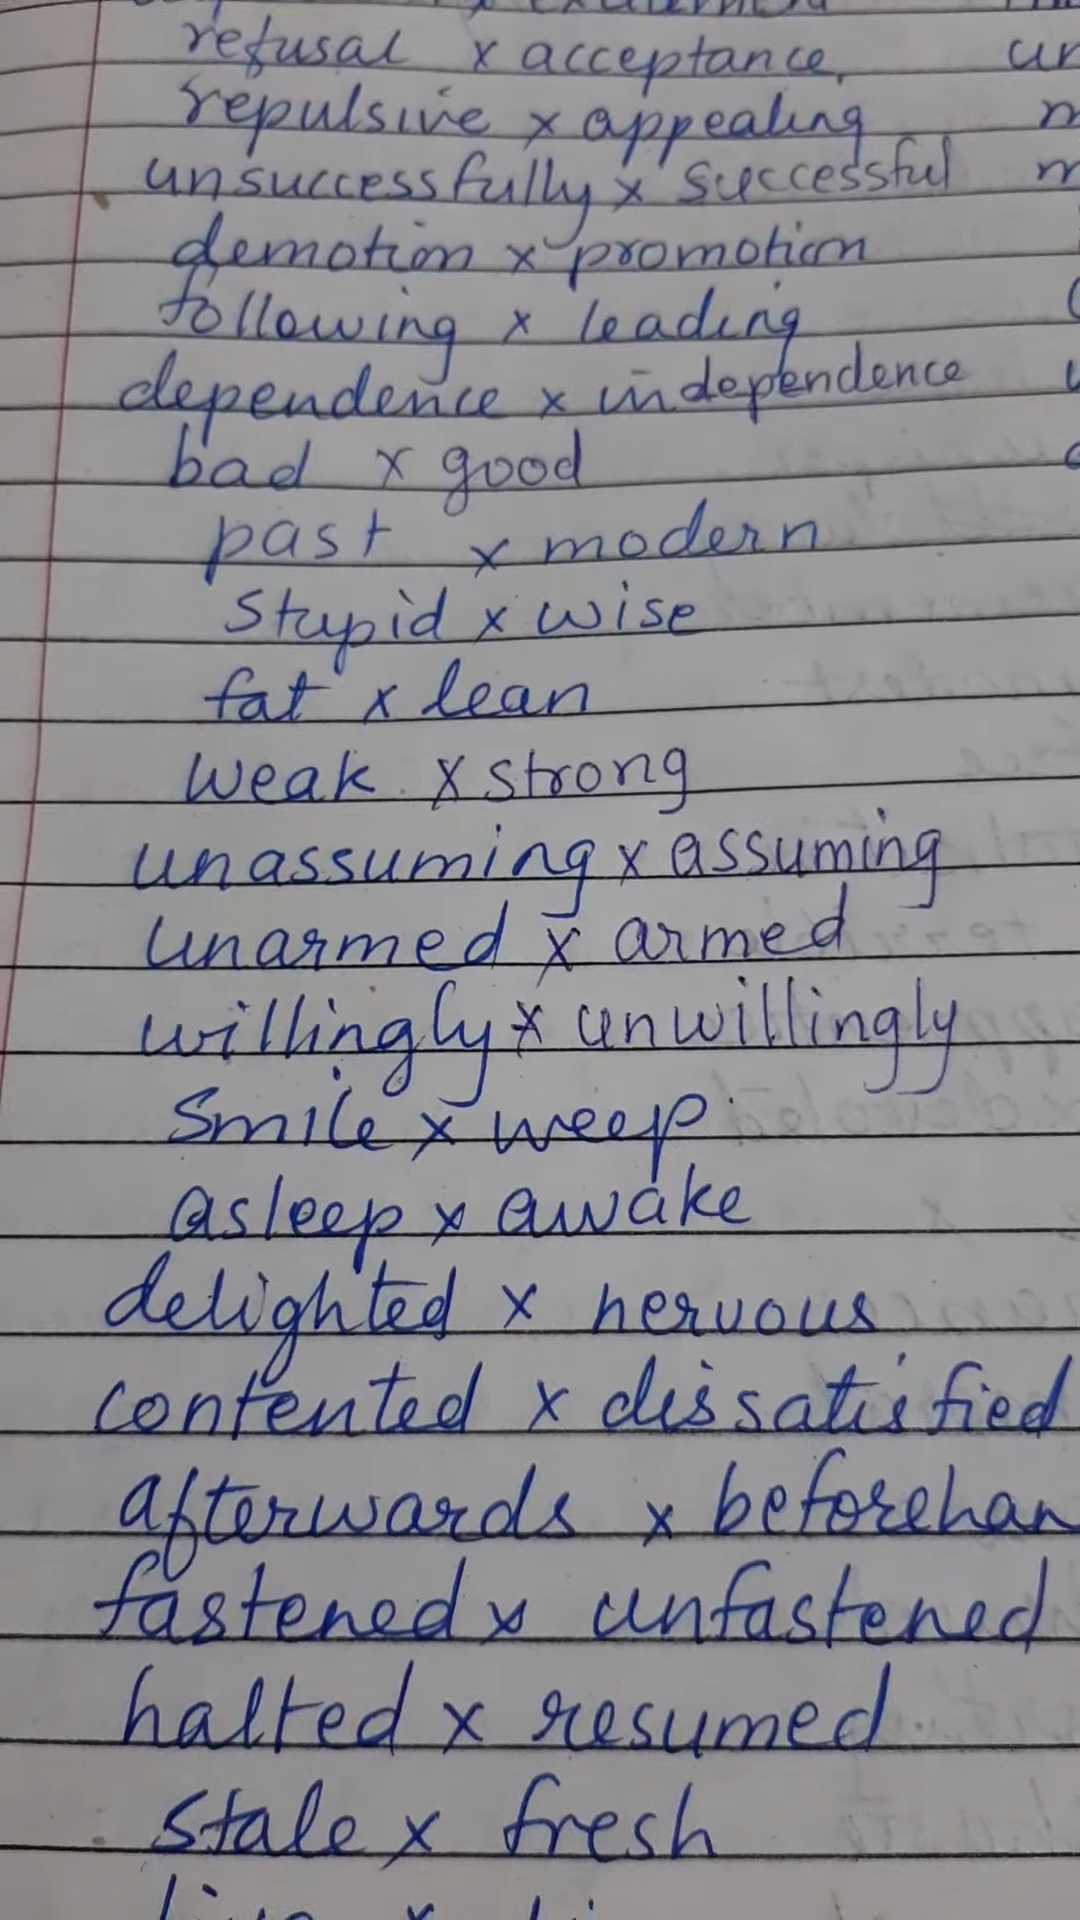 refusal x acceptance
repulsive x appealing
unsuccessfully x successful
demotion x promotion
following x leading
dependence x independence
bad x good
past x modern
Stupid x wise
fat x lean
weak x strong
unassuming x assuming
unarmed x armed
willingly x unwillingly
Smile x weep
asleep x awake
delighted x nervous
contented x dissatisfied
afterwards x beforehan
fastened x unfastened
halted x resumed
Stale x fresh